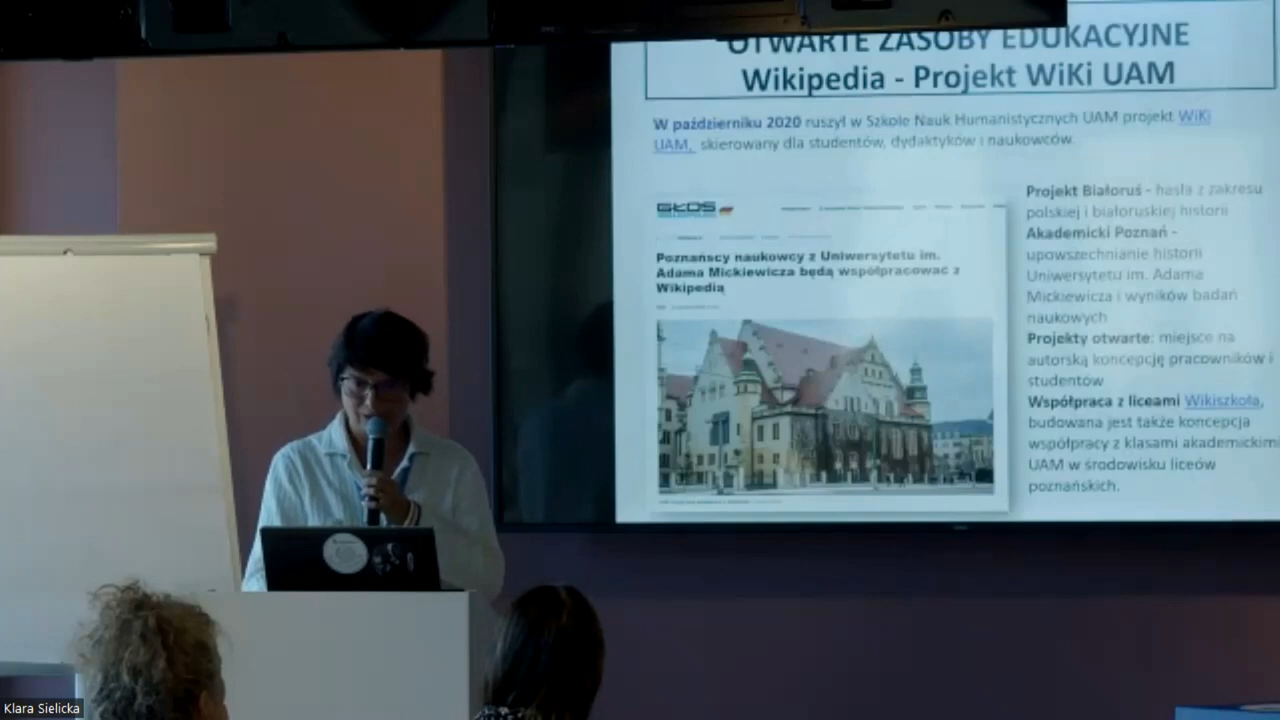 OTWARTE ZASOBY EDUKACYJNE
Wikipedia - Projekt WiKi UAM
W październiku 2020 ruszył w Szkole Nauk Humanistycznych UAM projekt WiKi
UAM, skierowany dla studentów, dydaktyków i naukowców.
GŁOS
Poznańscy naukowcy z Uniwersytetu im.
Adama Mickiewicza będą współpracować z
Wikipedią
Projekt Białoruś - hasła z zakresu
polskiej i białoruskiej historii
Akademicki Poznań -
upowszechnianie historii
Uniwersytetu im. Adama
Mickiewicza i wyników badań
naukowych
Projekty otwarte: miejsce na
autorską koncepcję pracowników i
studentów
Współpraca z liceami Wikiszkoła,
budowana jest także koncepcja
współpracy z klasami akademickim
UAM w środowisku liceów
poznańskich.
Klara Sielicka